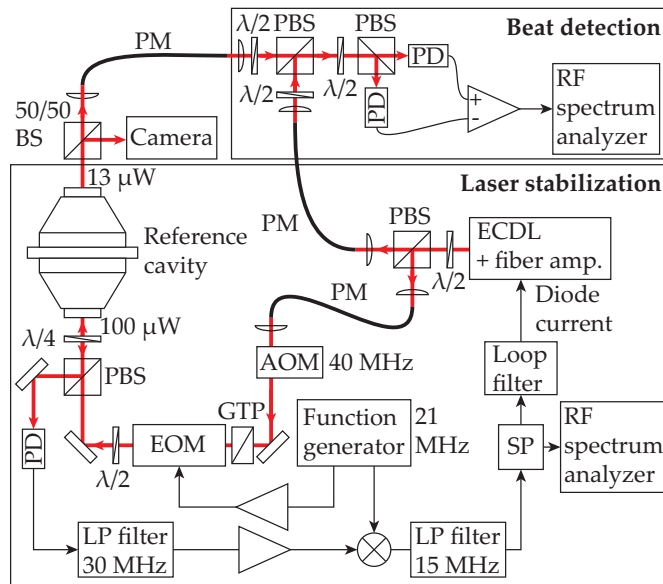 Beat detection
λ/2
PBS
PBS
PM
PD
λ/2
λ/2
PD
+
-
RF
spectrum
analyzer
50/50
BS
Camera
13 μW
Laser stabilization
Reference
cavity
PM
PBS
ECDL
+ fiber amp.
λ/2
PM
Diode
current
100 μW
λ/4
PBS
AOM
40 MHz
Loop
filter
GTP
Function
generator
21
MHz
RF
spectrum
analyzer
SP
PD
EOM
λ/2
LP filter
30 MHz
LP filter
15 MHz